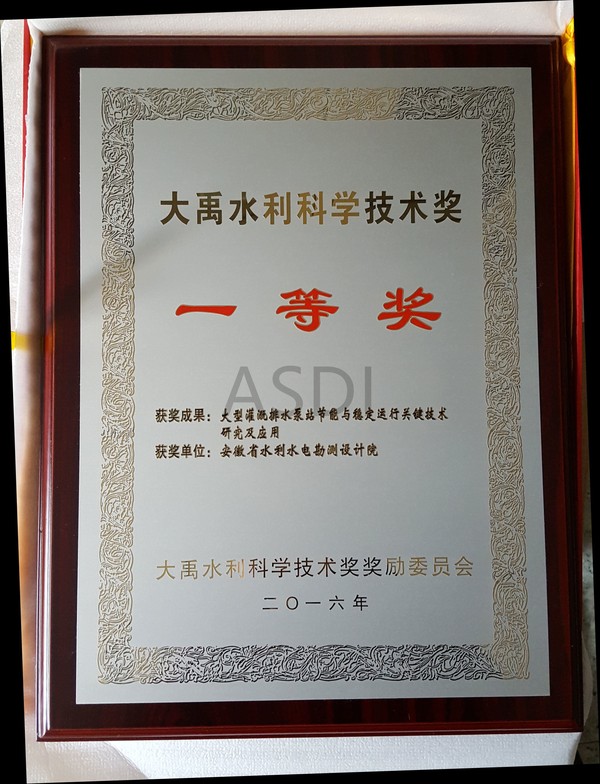 大禹水利科学技术奖
一等奖
ASDI
获奖成果：大型灌溉排水泵站节能与稳定运行关键技术
研究及应用
获奖单位：安徽省水利水电勘测设计院
大禹水利科学技术奖奖励委员会
二〇一六年